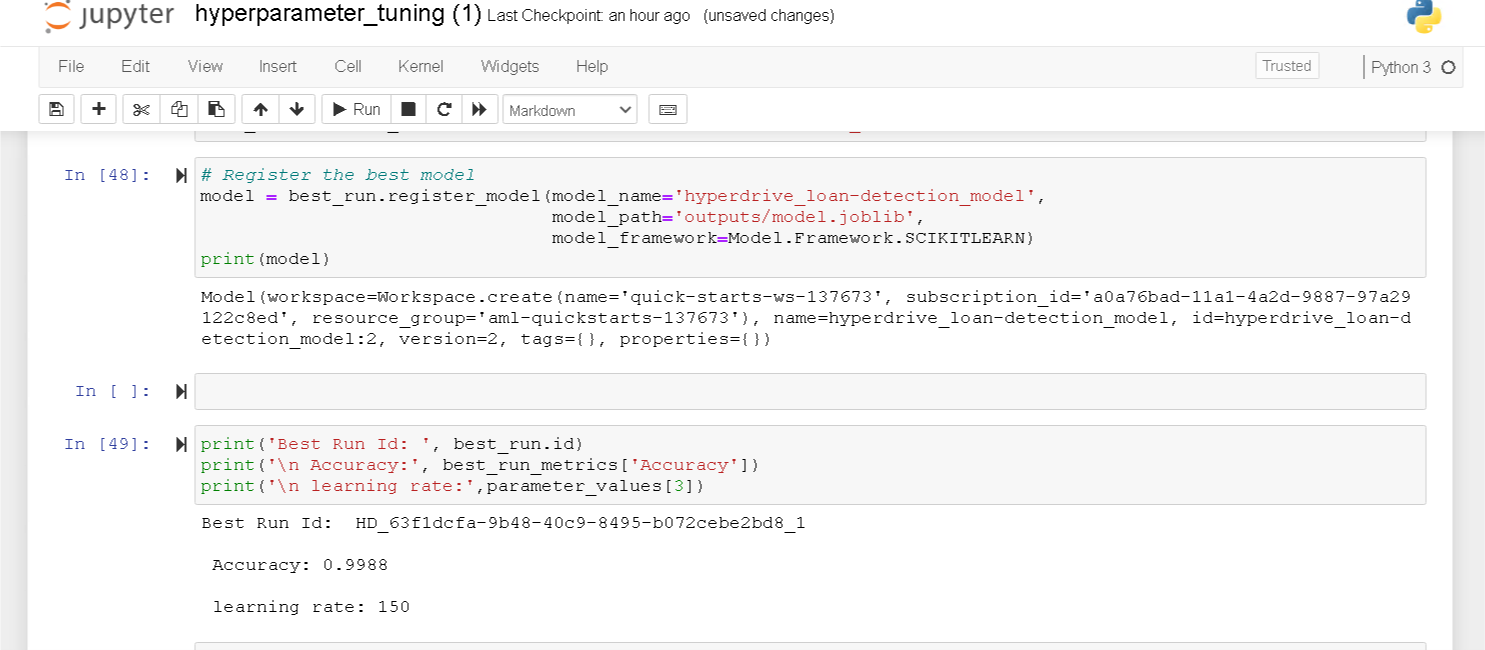 jupyter hyperparameter_tuning (1) Last Checkpoint: an hour ago (unsaved changes)
File Edit View Insert Cell Kernel Widgets Help Trusted Python 3
Run Markdown
In [48]: # Register the best model
model = best_run.register_model(model_name='hyperdrive_loan-detection_model',
model_path='outputs/model.joblib',
model_framework=Model.Framework.SCIKITLEARN)
print(model)
Model(workspace=Workspace.create(name='quick-starts-ws-137673', subscription_id='a0a76bad-11a1-4a2d-9887-97a29
122c8ed', resource_group='aml-quickstarts-137673'), name=hyperdrive_loan-detection_model, id=hyperdrive_loan-d
etection_model:2, version=2, tags={}, properties={})
In [ ]:
In [49]: print('Best Run Id: ', best_run.id)
print('\n Accuracy:', best_run_metrics['Accuracy'])
print('\n learning rate:',parameter_values[3])
Best Run Id:  HD_63f1dcfa-9b48-40c9-8495-b072cebe2bd8_1
Accuracy: 0.9988
learning rate: 150